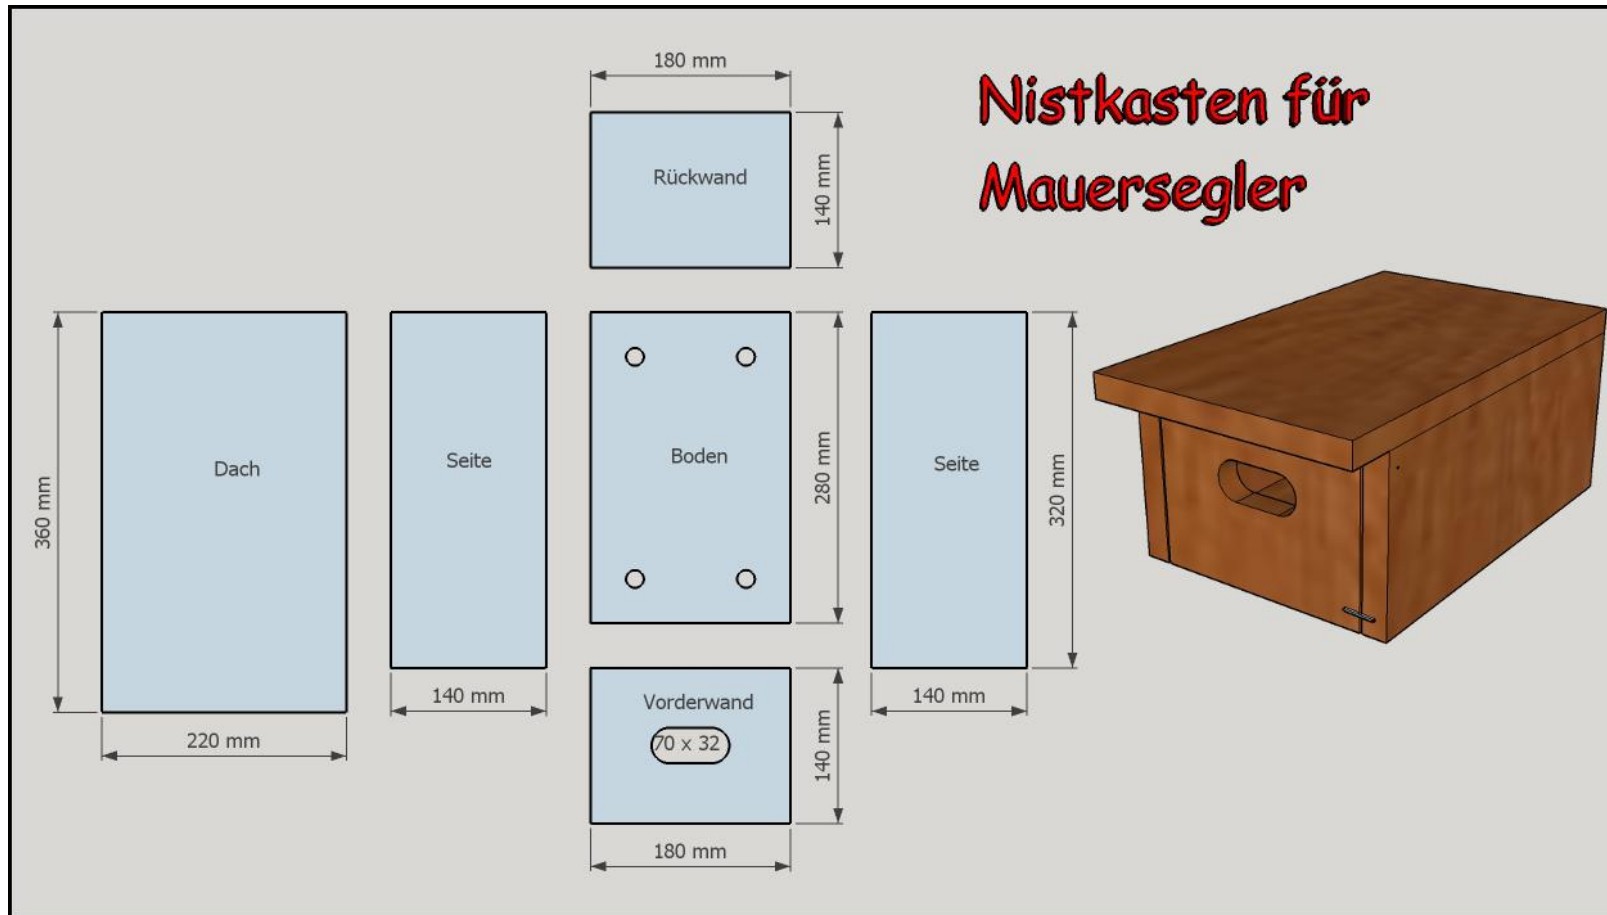 180 mm
Nistkasten für
Mauersegler
Rückwand
140 mm
360 mm
Dach
Seite
Boden
280 mm
Seite
320 mm
220 mm
140 mm
Vorderwand
70 x 32
140 mm
140 mm
180 mm